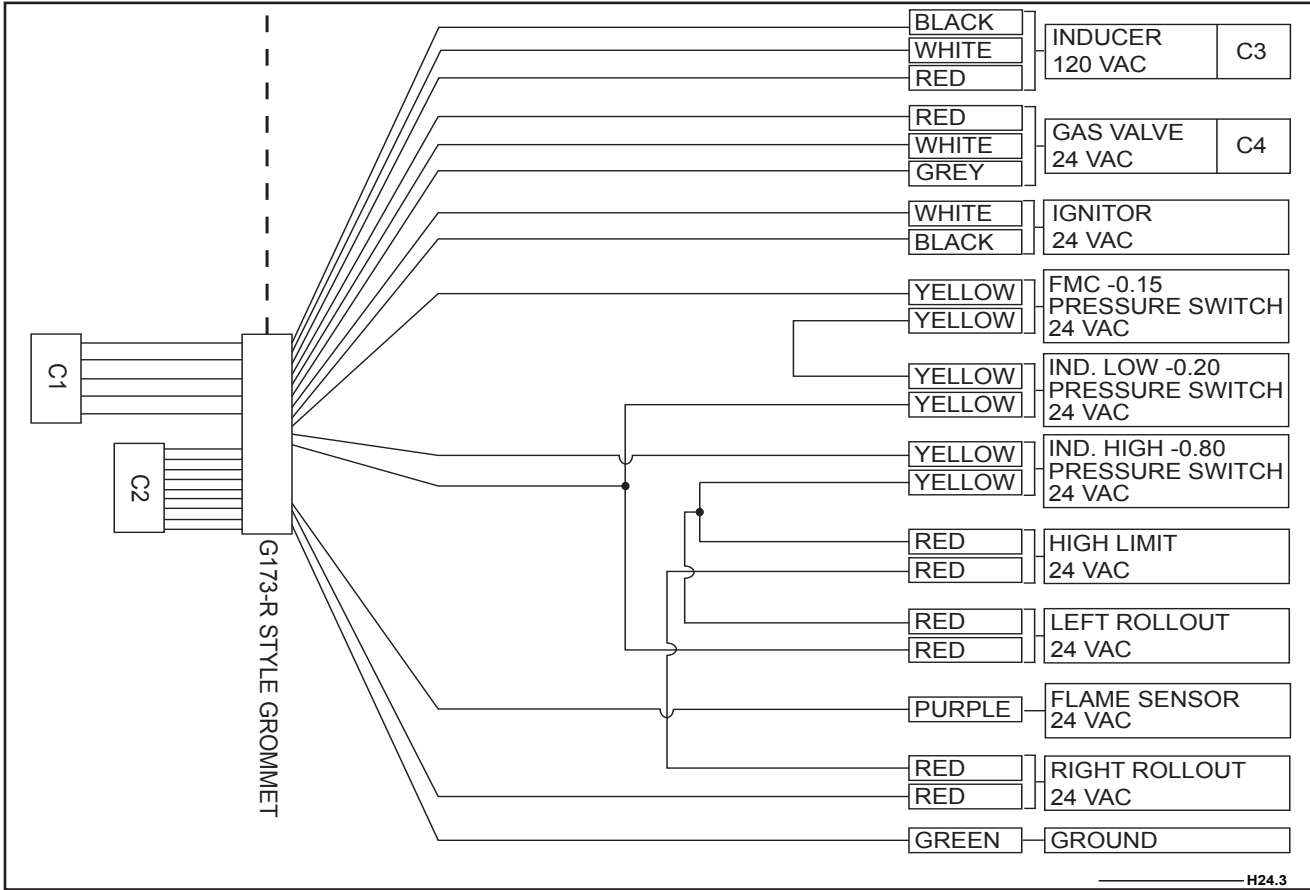 BLACK
WHITE
RED
INDUCER
120 VAC
C3
RED
WHITE
GREY
GAS VALVE
24 VAC
C4
WHITE
BLACK
IGNITOR
24 VAC
YELLOW
YELLOW
FMC -0.15
PRESSURE SWITCH
24 VAC
YELLOW
YELLOW
IND. LOW -0.20
PRESSURE SWITCH
24 VAC
YELLOW
YELLOW
IND. HIGH -0.80
PRESSURE SWITCH
24 VAC
RED
RED
HIGH LIMIT
24 VAC
RED
RED
LEFT ROLLOUT
24 VAC
PURPLE
FLAME SENSOR
24 VAC
RED
RED
RIGHT ROLLOUT
24 VAC
GREEN
GROUND
C1
C2
G173-R STYLE GROMMET
H24.3